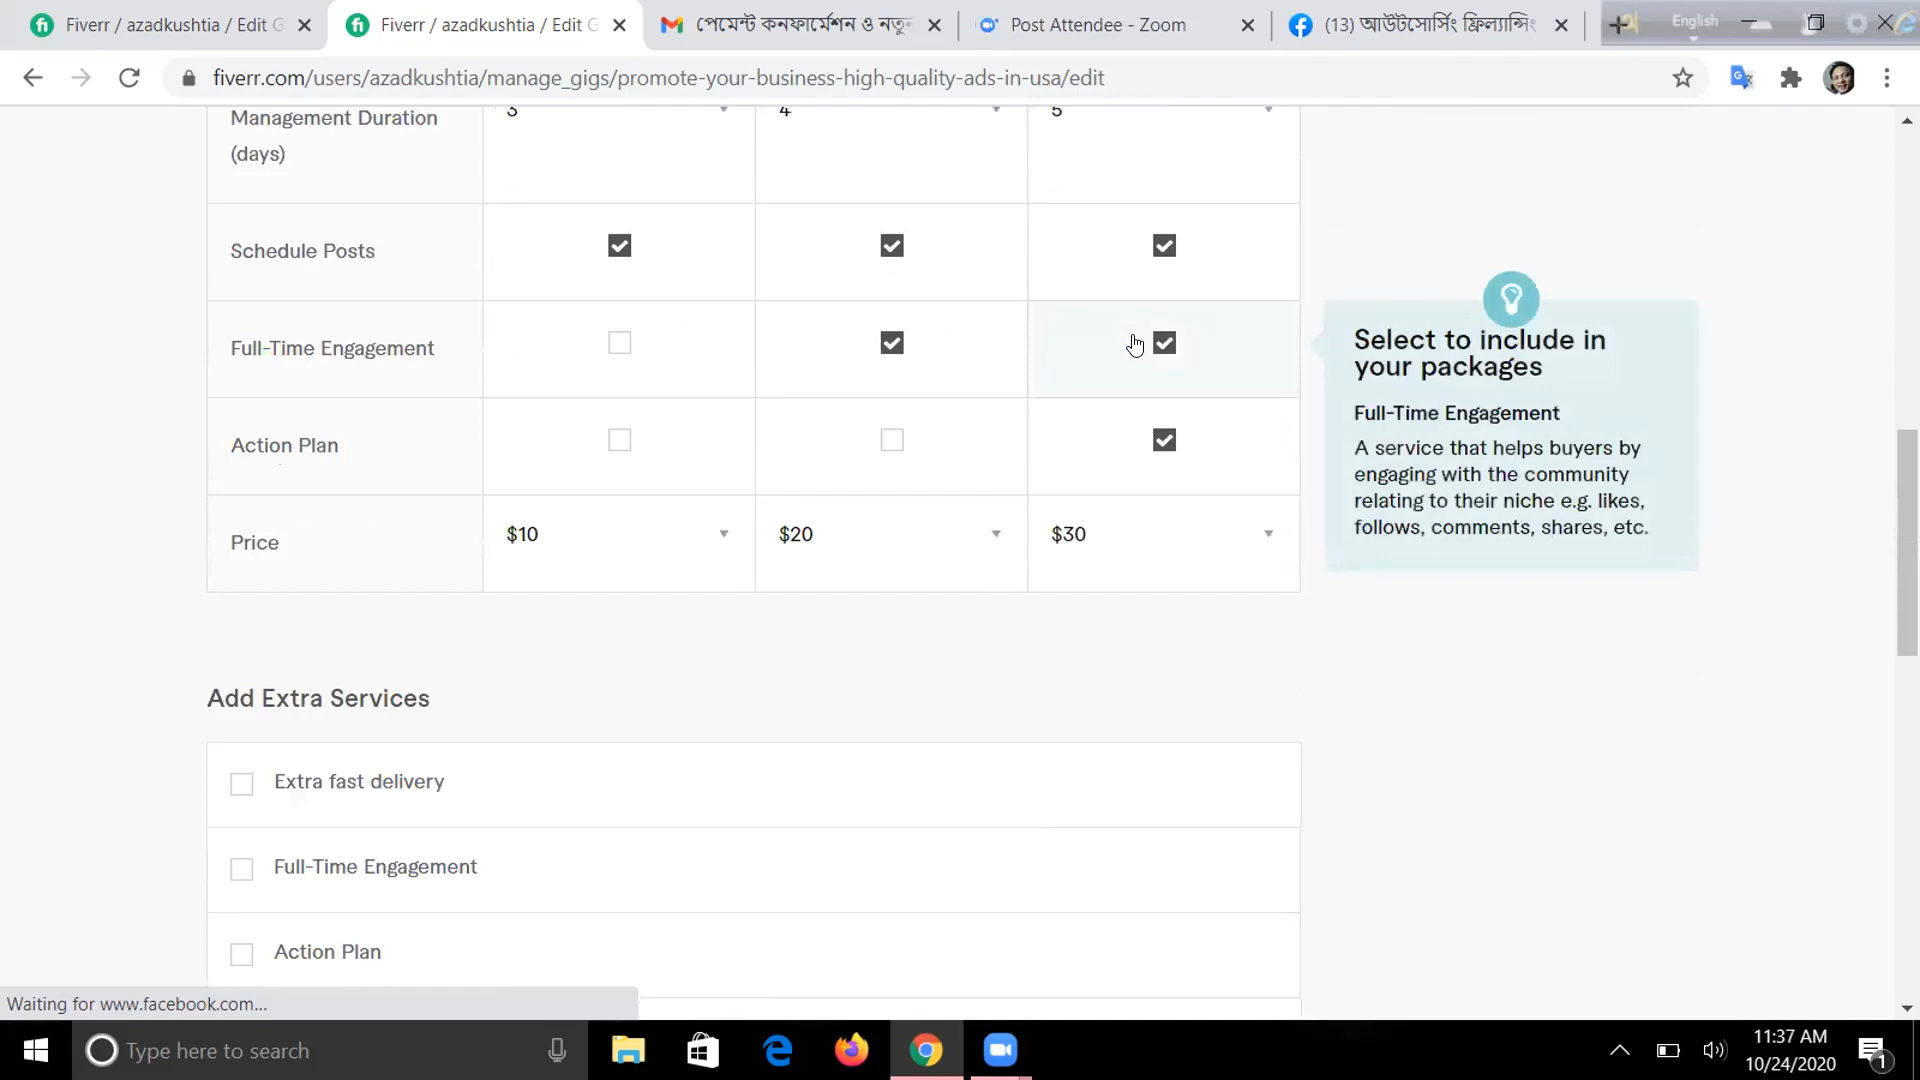 Fiverr / azadkushtia / Edit G
Fiverr / azadkushtia / Edit G
পেমেন্ট কনফার্মেশন ও নতুন
Post Attendee - Zoom
(13) আউটসোর্সিং ফ্রিল্যান্সিং
English
fiverr.com/users/azadkushtia/manage_gigs/promote-your-business-high-quality-ads-in-usa/edit
Management Duration
(days)
3
4
5
Schedule Posts
Full-Time Engagement
Action Plan
Price
$10
$20
$30
Select to include in
your packages
Full-Time Engagement
A service that helps buyers by
engaging with the community
relating to their niche e.g. likes,
follows, comments, shares, etc.
Add Extra Services
Extra fast delivery
Full-Time Engagement
Action Plan
Waiting for www.facebook.com...
Type here to search
11:37 AM
10/24/2020
1